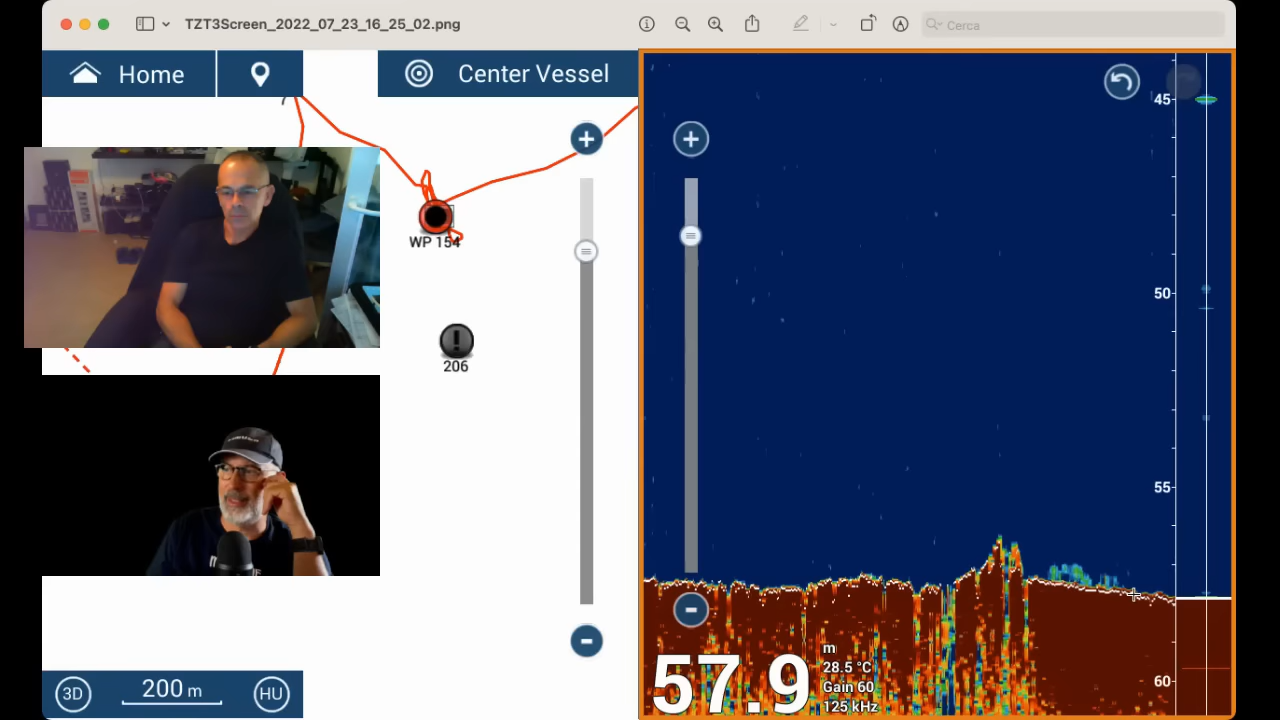 TZT3Screen_2022_07_23_16_25_02.png
Cerca
Home
Center Vessel
45
WP 154
50
206
55
m
28.5 °C
57.9
Gain 60
125 kHz
60
3D
200 m
HU